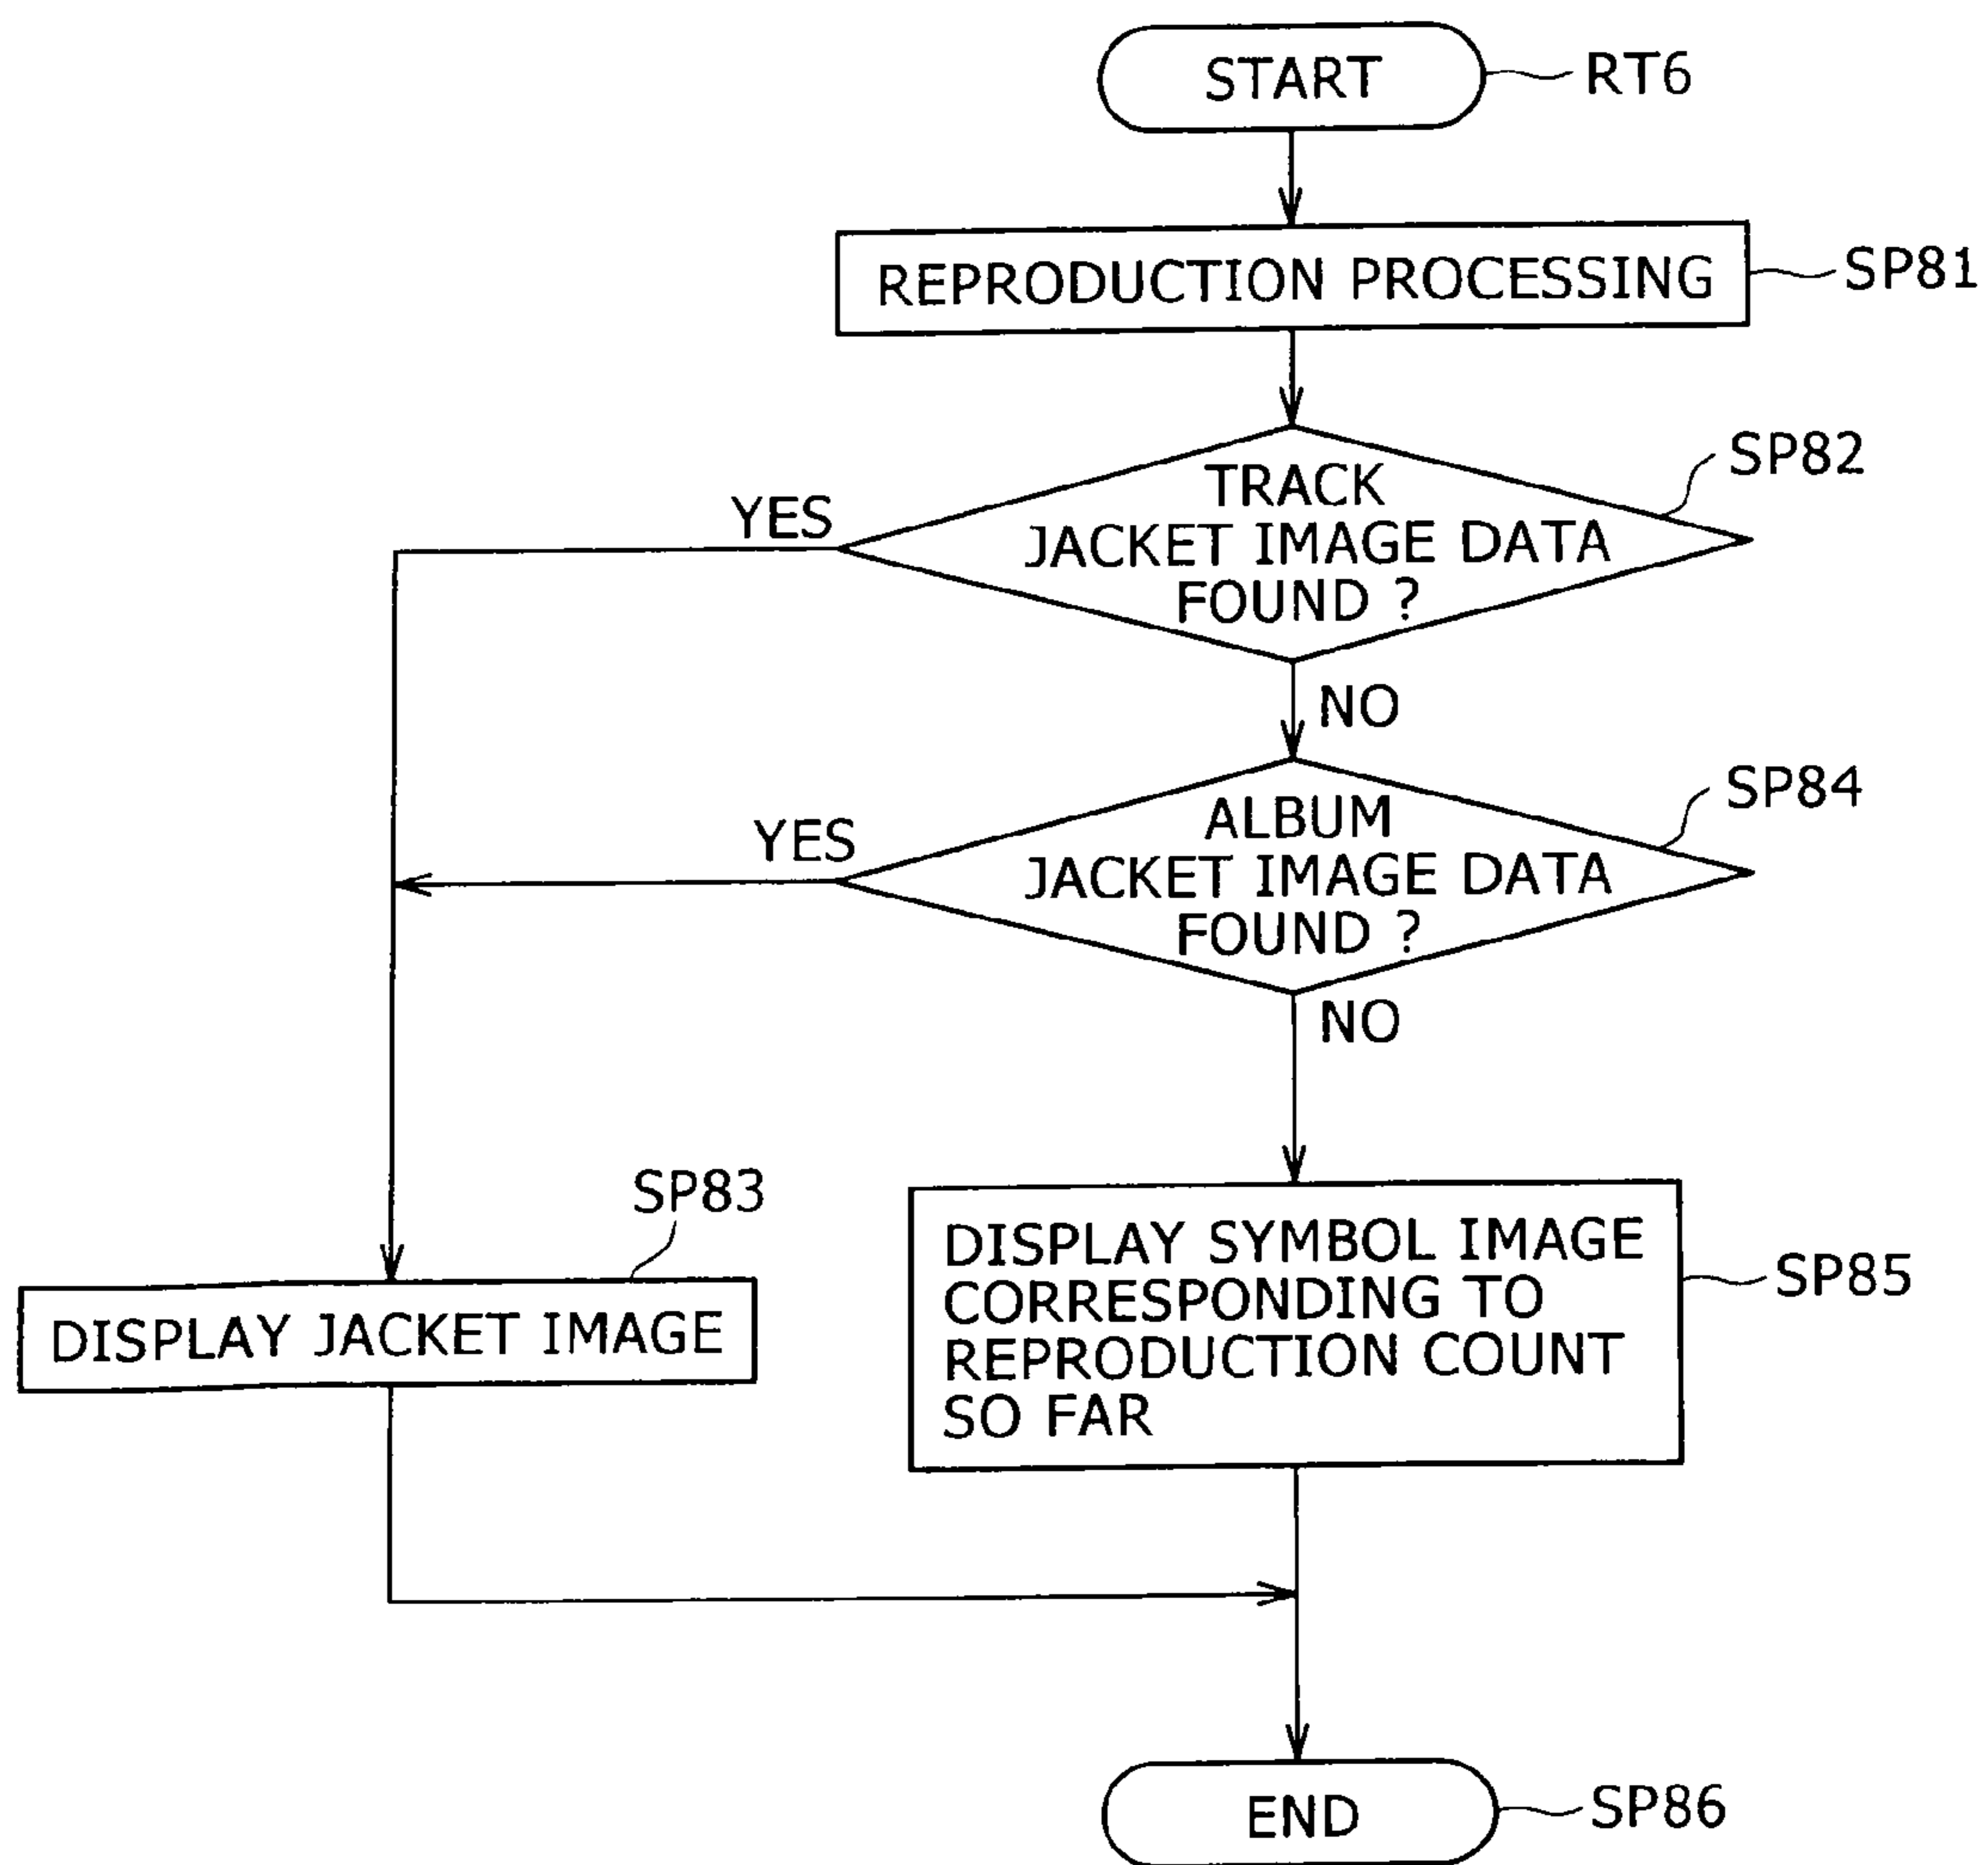 START
RT6
REPRODUCTION PROCESSING
SP81
SP82
TRACK
JACKET IMAGE DATA
FOUND ?
YES
NO
SP84
ALBUM
JACKET IMAGE DATA
FOUND ?
YES
NO
SP83
DISPLAY JACKET IMAGE
DISPLAY SYMBOL IMAGE
CORRESPONDING TO
REPRODUCTION COUNT
SO FAR
SP85
END
SP86